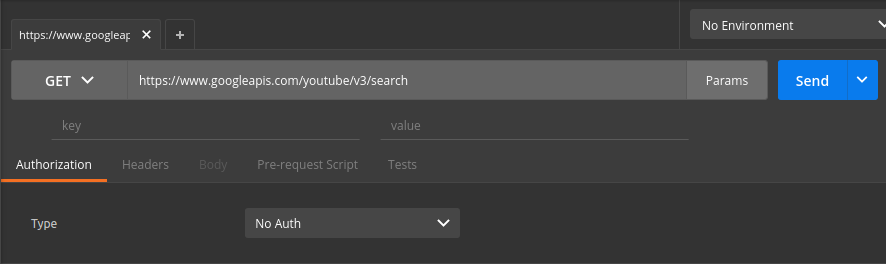 https://www.googleap × +
No Environment
GET https://www.googleapis.com/youtube/v3/search Params Send
key value
Authorization Headers Body Pre-request Script Tests
Type No Auth